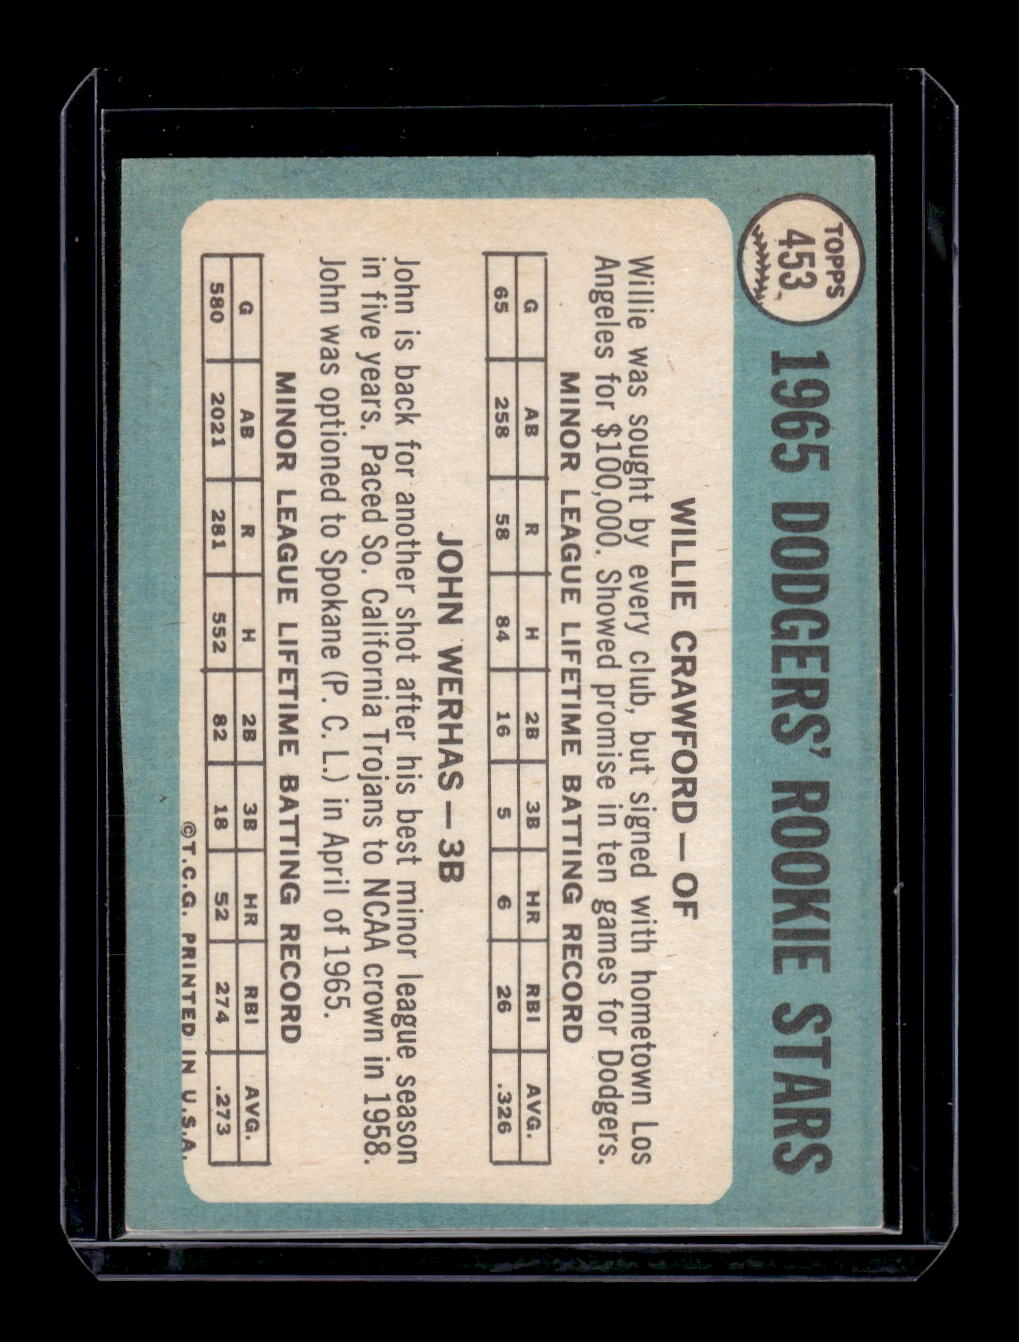 TOPPS
453
1965 DODGERS' ROOKIE STARS
WILLIE CRAWFORD—OF
Willie was sought by every club, but signed with hometown Los
Angeles for $100,000. Showed promise in ten games for Dodgers.
MINOR LEAGUE LIFETIME BATTING RECORD
G AB R H 2B 3B HR RBI AVG.
65 258 58 84 16 5 6 26 .326
JOHN WERHAS—3B
John is back for another shot after his best minor league season
in five years. Paced So. California Trojans to NCAA crown in 1958.
John was optioned to Spokane (P. C. L.) in April of 1965.
MINOR LEAGUE LIFETIME BATTING RECORD
G AB R H 2B 3B HR RBI AVG.
580 2021 281 552 82 18 52 274 .273
©T.C.G. PRINTED IN U.S.A.